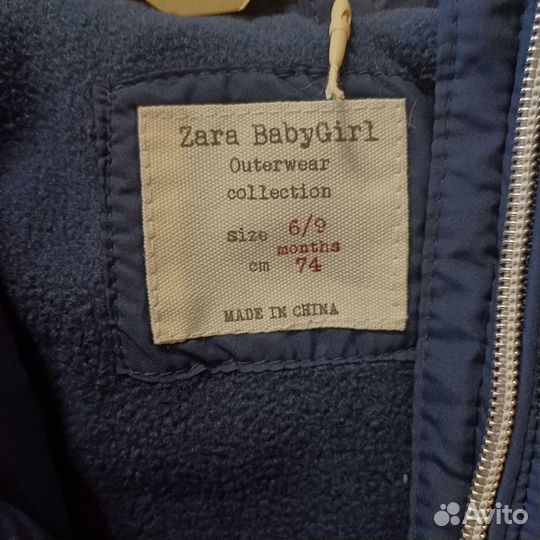 Zara BabyGirl
Outerwear
collection
size 6/9
months
cm 74
MADE IN CHINA
Avito